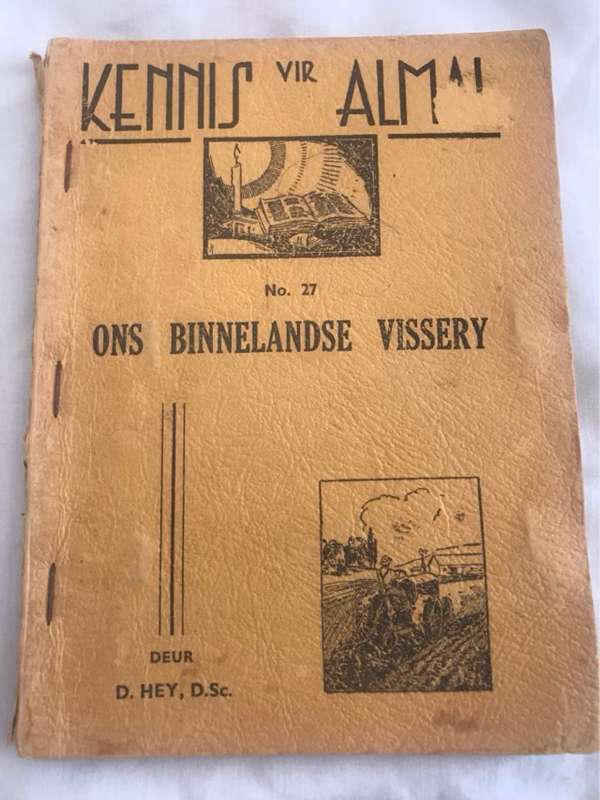 KENNIS VIR ALMAL
No. 27
ONS BINNELANDSE VISSERY
DEUR
D. HEY, D.Sc.